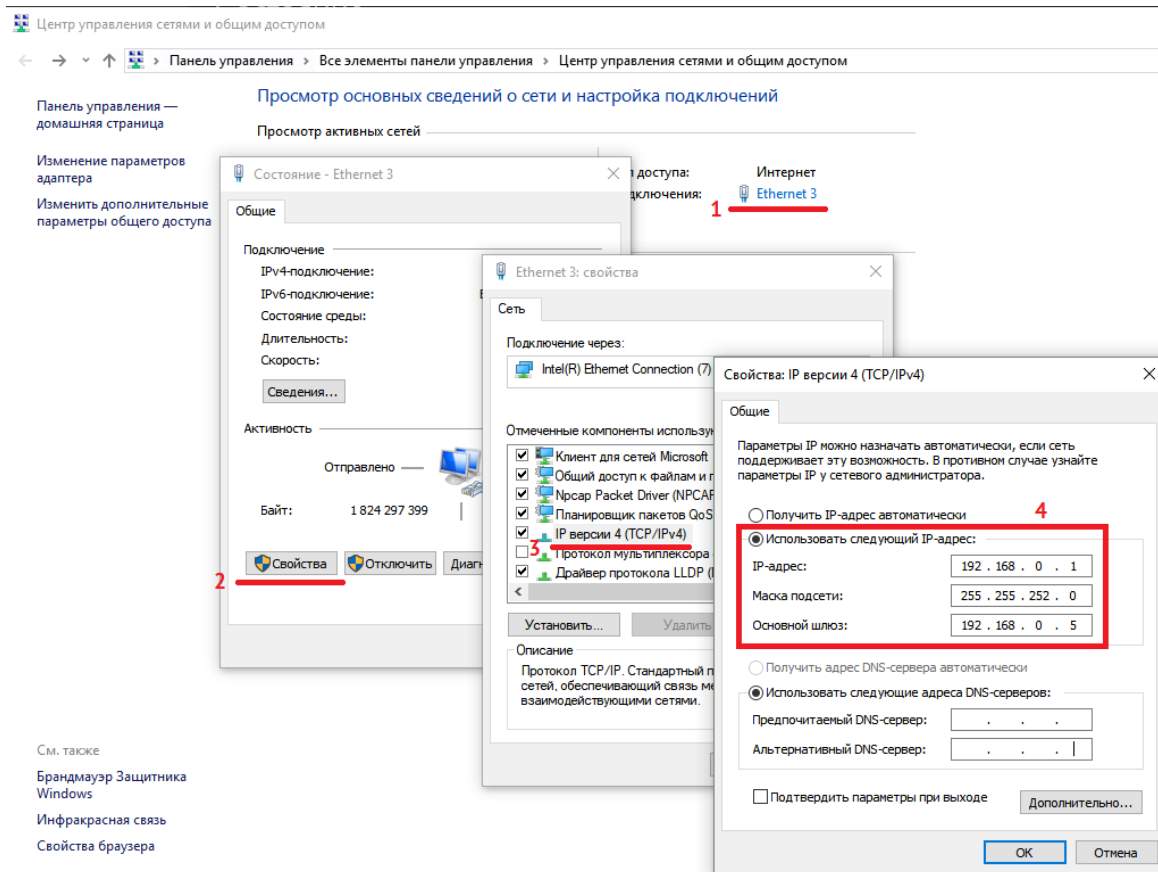 Центр управления сетями и общим доступом
Панель управления › Все элементы панели управления › Центр управления сетями и общим доступом
Панель управления —
домашняя страница
Изменение параметров
адаптера
Изменить дополнительные
параметры общего доступа
Просмотр основных сведений о сети и настройка подключений
Просмотр активных сетей
доступа: Интернет
дключения: Ethernet 3
1
Состояние - Ethernet 3
Общие
Подключение
IPv4-подключение:
IPv6-подключение:
Состояние среды:
Длительность:
Скорость:
Сведения...
Активность
Отправлено
Байт: 1 824 297 399
Свойства Отключить Диагн
2
Ethernet 3: свойства
Сеть
Подключение через:
Intel(R) Ethernet Connection (7)
Отмеченные компоненты использу
Клиент для сетей Microsoft
Общий доступ к файлам и п
Npcap Packet Driver (NPCAP
Планировщик пакетов QoS
IP версии 4 (TCP/IPv4)
3
Протокол мультиплексора
Драйвер протокола LLDP (
Установить... Удалить
Описание
Протокол TCP/IP. Стандартный п
сетей, обеспечивающий связь ме
взаимодействующими сетями.
Свойства: IP версии 4 (TCP/IPv4)
Общие
Параметры IP можно назначать автоматически, если сеть
поддерживает эту возможность. В противном случае узнайте
параметры IP у сетевого администратора.
Получить IP-адрес автоматически
4
Использовать следующий IP-адрес:
IP-адрес: 192 . 168 . 0 . 1
Маска подсети: 255 . 255 . 252 . 0
Основной шлюз: 192 . 168 . 0 . 5
Получить адрес DNS-сервера автоматически
Использовать следующие адреса DNS-серверов:
Предпочитаемый DNS-сервер: . . .
Альтернативный DNS-сервер: . . .
Подтвердить параметры при выходе
Дополнительно...
ОК Отмена
См. также
Брандмауэр Защитника
Windows
Инфракрасная связь
Свойства браузера